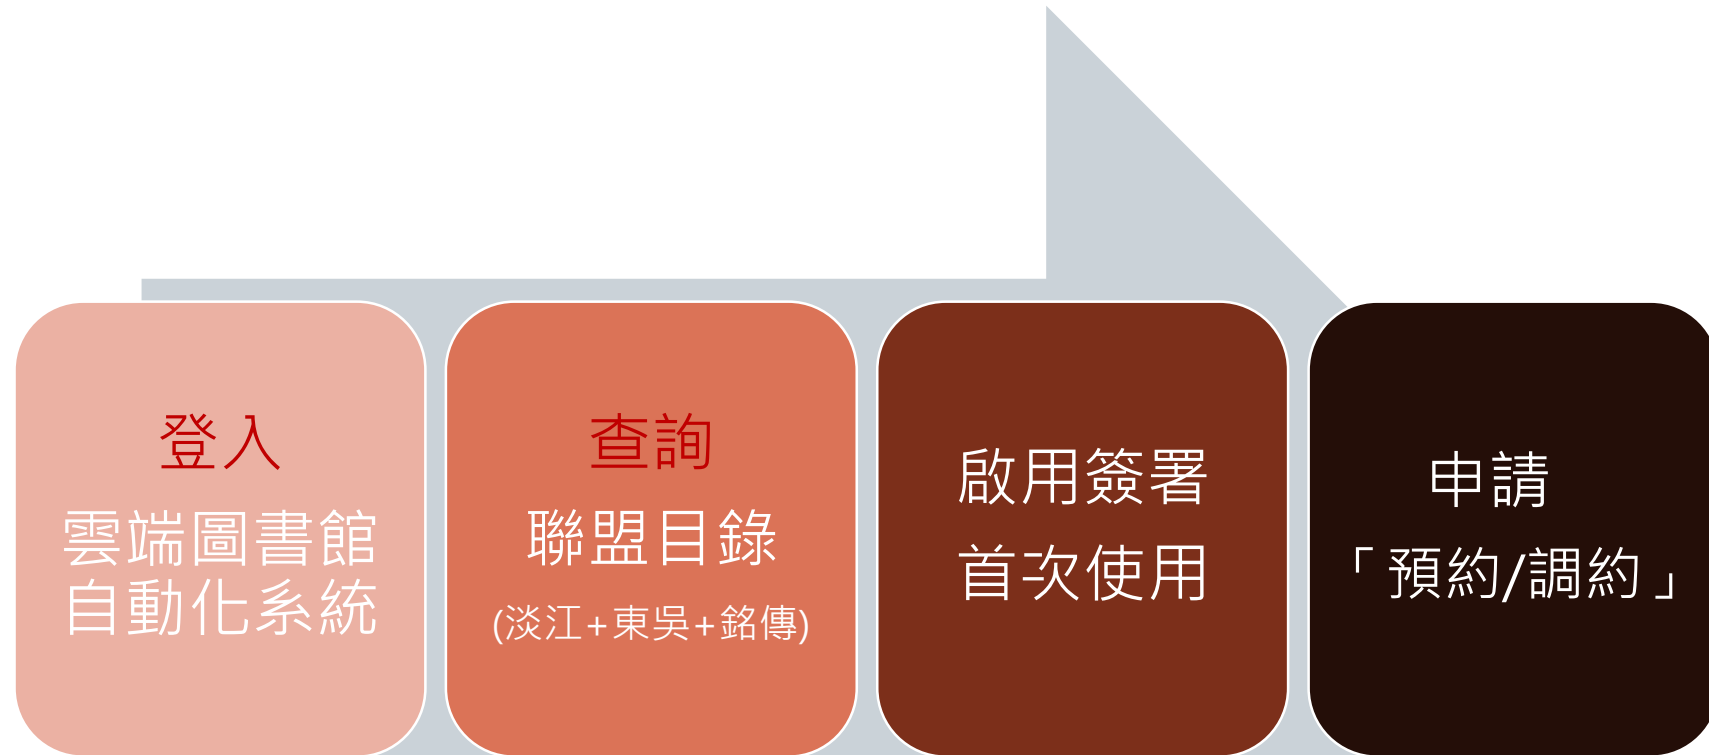 登入
雲端圖書館
自動化系統
查詢
聯盟目錄
(淡江+東吳+銘傳)
啟用簽署
首次使用
申請
「預約/調約」